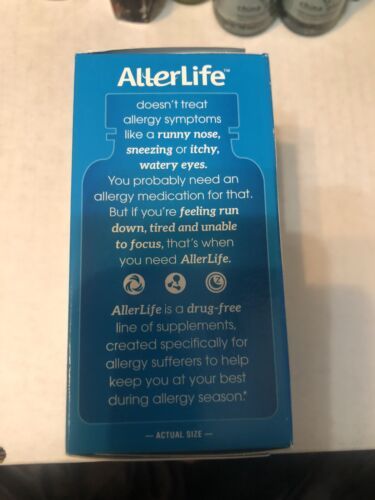 china
china
AllerLife™
doesn't treat
allergy symptoms
like a runny nose,
sneezing or itchy,
watery eyes.
You probably need an
allergy medication for that.
But if you're feeling run
down, tired and unable
to focus, that's when
you need AllerLife.
AllerLife is a drug-free
line of supplements,
created specifically for
allergy sufferers to help
keep you at your best
during allergy season.*
— ACTUAL SIZE —